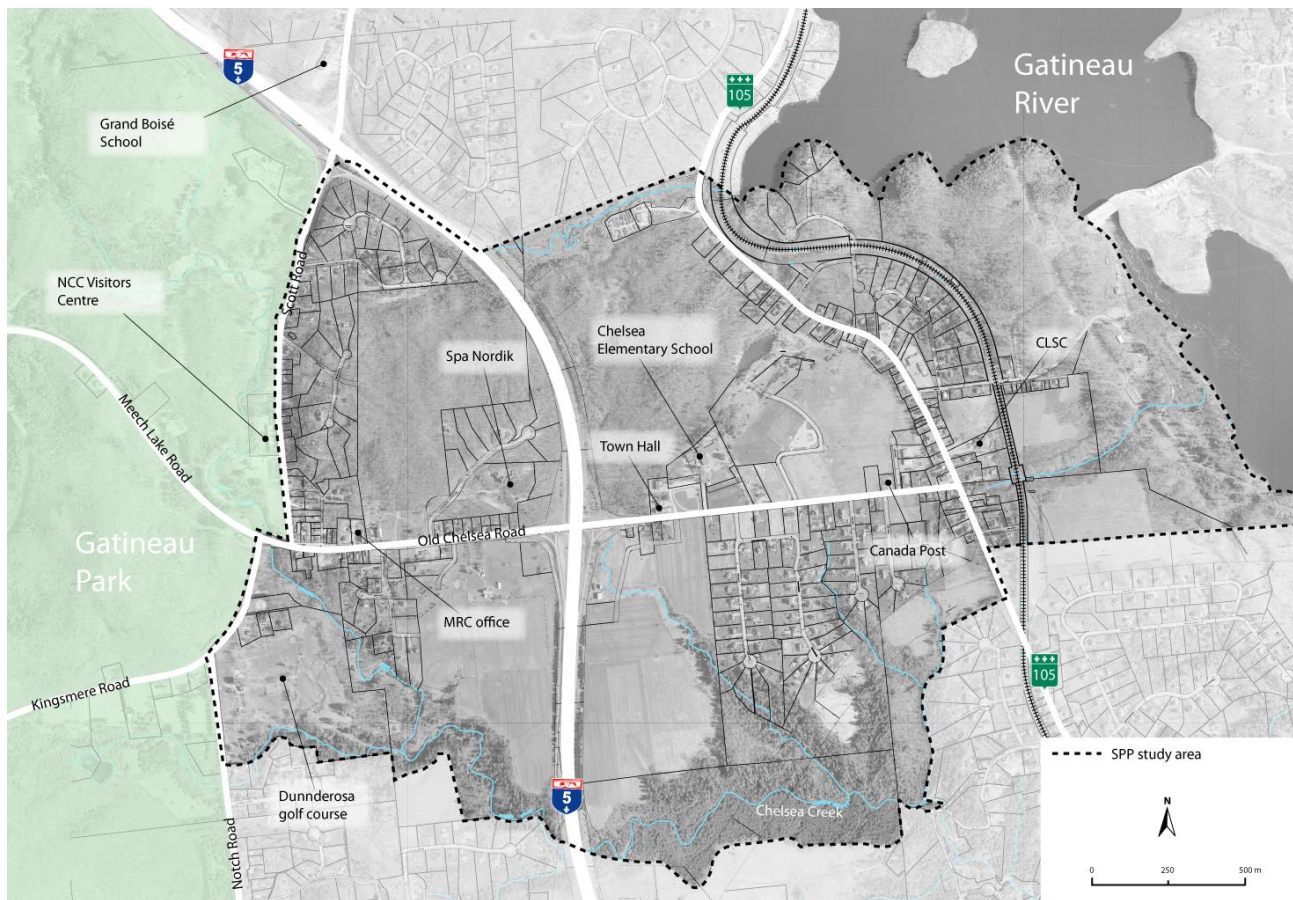 5
Grand Boisé
School
105
Gatineau
River
NCC Visitors
Centre
Scott Road
Meech Lake Road
Spa Nordik
Chelsea
Elementary School
CLSC
Town Hall
Old Chelsea Road
Canada Post
Gatineau
Park
MRC office
Kingsmere Road
105
Dunnderosa
golf course
Notch Road
5
Chelsea Creek
SPP study area
N
0 250 500 m